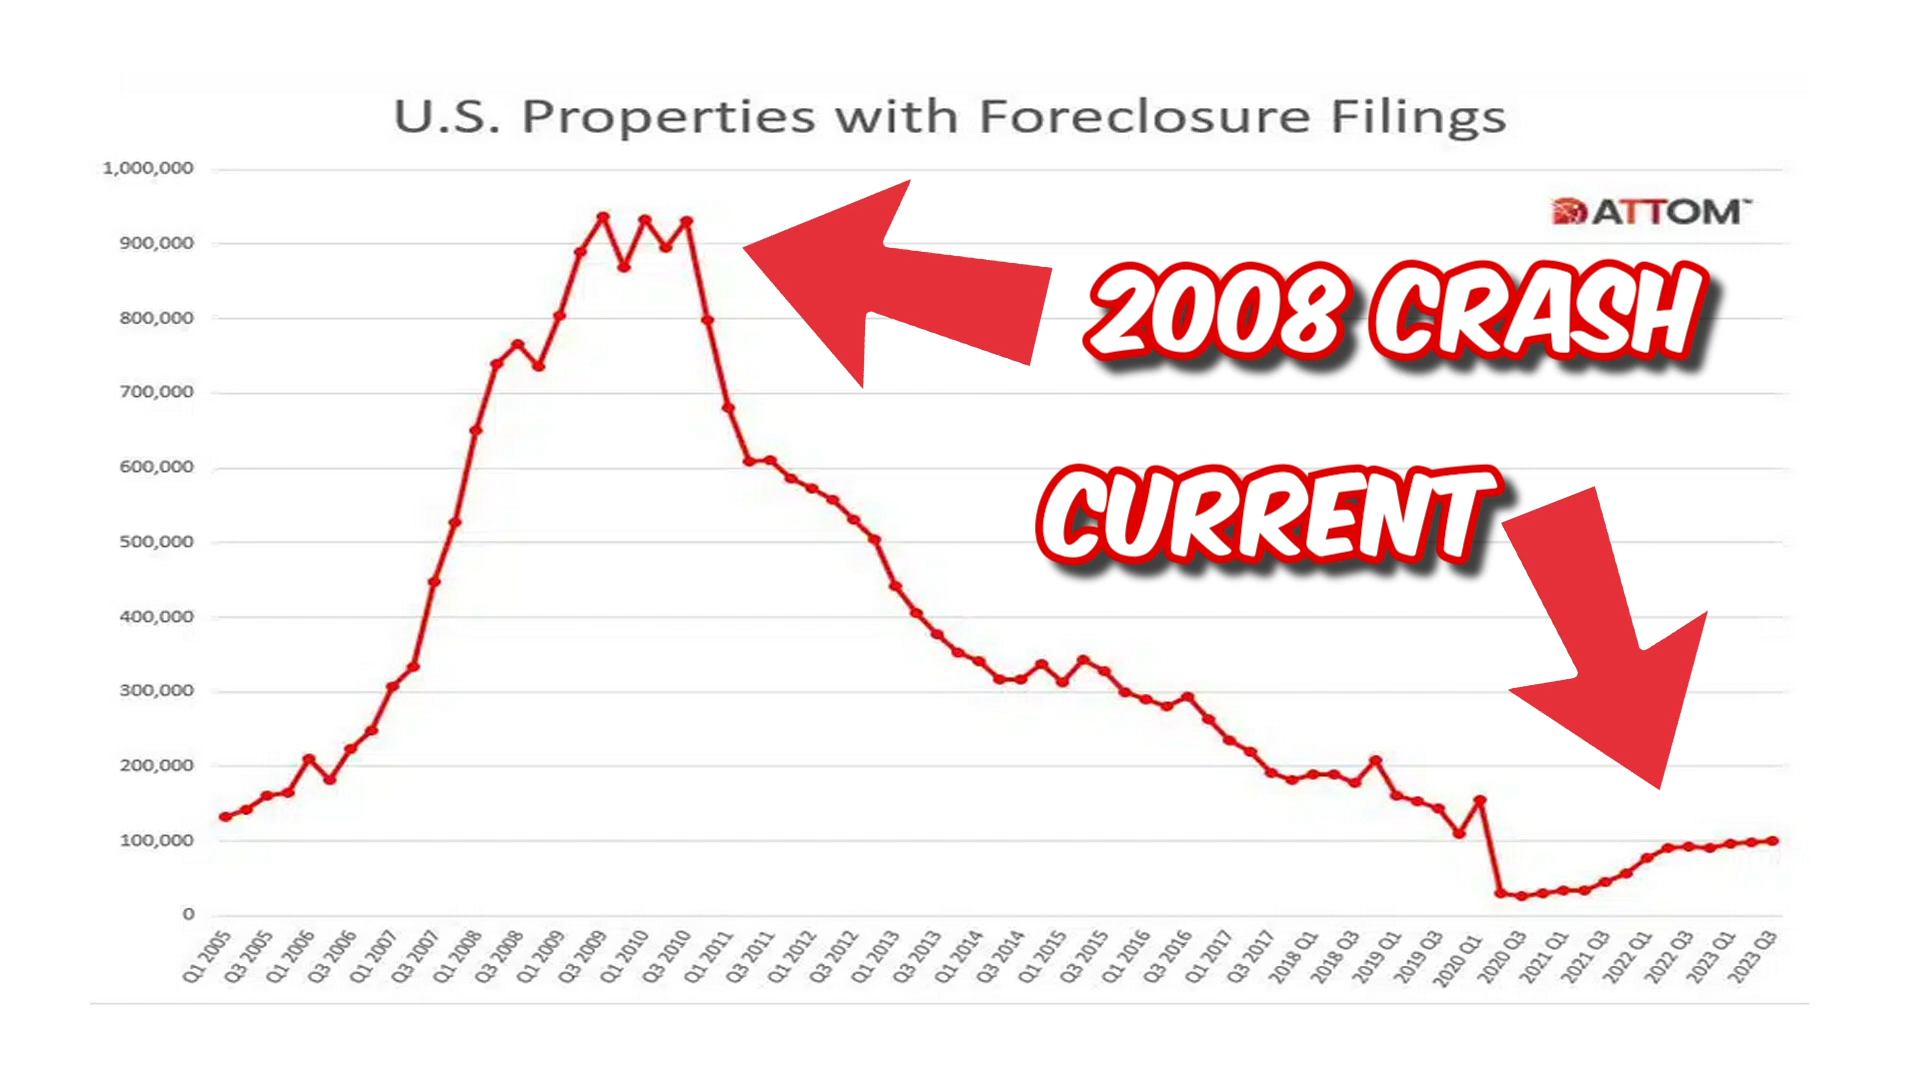 U.S. Properties with Foreclosure Filings
1,000,000
ATTOM™
900,000
2008 CRASH
800,000
700,000
600,000
CURRENT
500,000
400,000
300,000
200,000
100,000
0
Q1 2005
Q3 2005
Q1 2006
Q3 2006
Q1 2007
Q3 2007
Q1 2008
Q3 2008
Q1 2009
Q3 2009
Q1 2010
Q3 2010
Q1 2011
Q3 2011
Q1 2012
Q3 2012
Q1 2013
Q3 2013
Q1 2014
Q3 2014
Q1 2015
Q3 2015
Q1 2016
Q3 2016
Q1 2017
Q3 2017
2018 Q1
2018 Q3
2019 Q1
2019 Q3
2020 Q1
2020 Q3
2021 Q1
2021 Q3
2022 Q1
2022 Q3
2023 Q1
2023 Q3